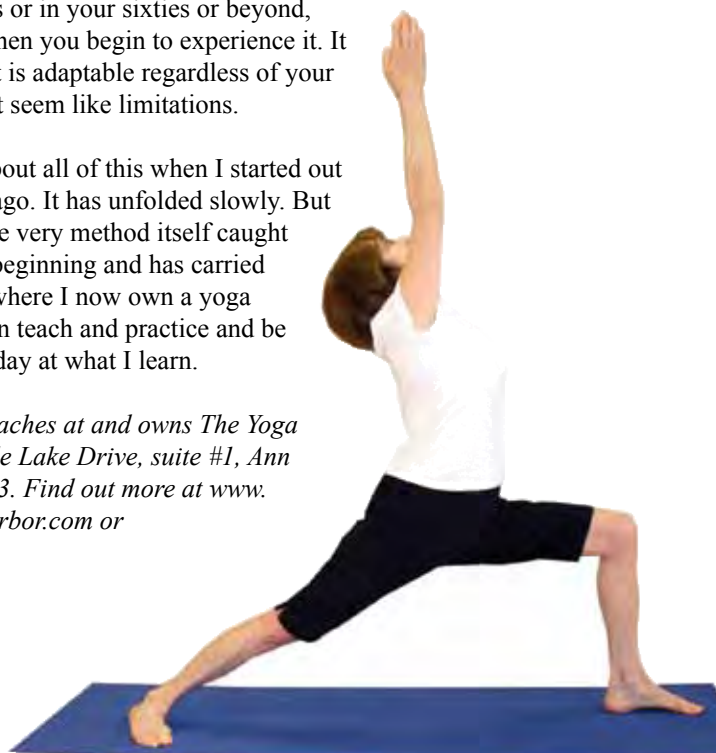 s or in your sixties or beyond,
hen you begin to experience it. It
t is adaptable regardless of your
t seem like limitations.
bout all of this when I started out
ago. It has unfolded slowly. But
e very method itself caught
beginning and has carried
where I now own a yoga
n teach and practice and be
day at what I learn.
aches at and owns The Yoga
le Lake Drive, suite #1, Ann
3. Find out more at www.
rbor.com or